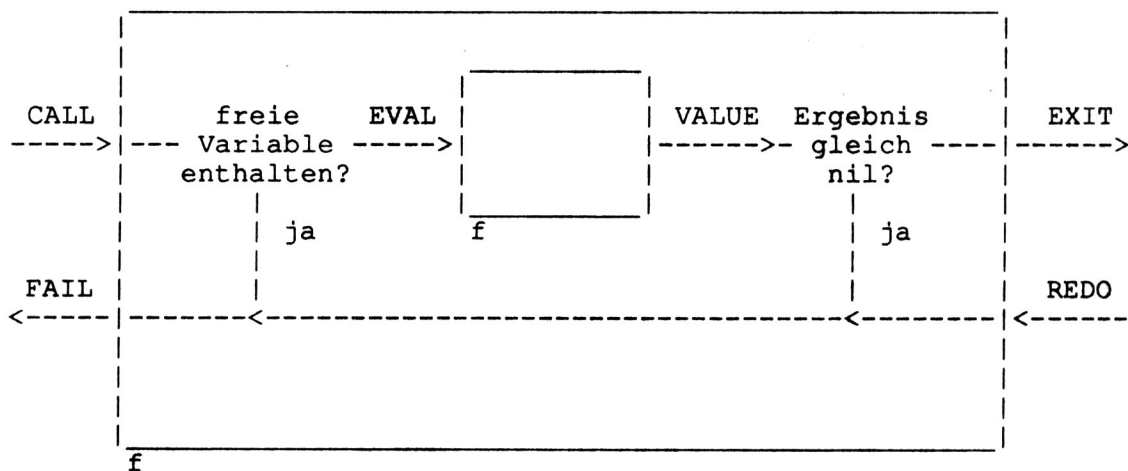 CALL freie EVAL VALUE Ergebnis EXIT
Variable gleich
enthalten? nil?
ja f ja
FAIL REDO
f